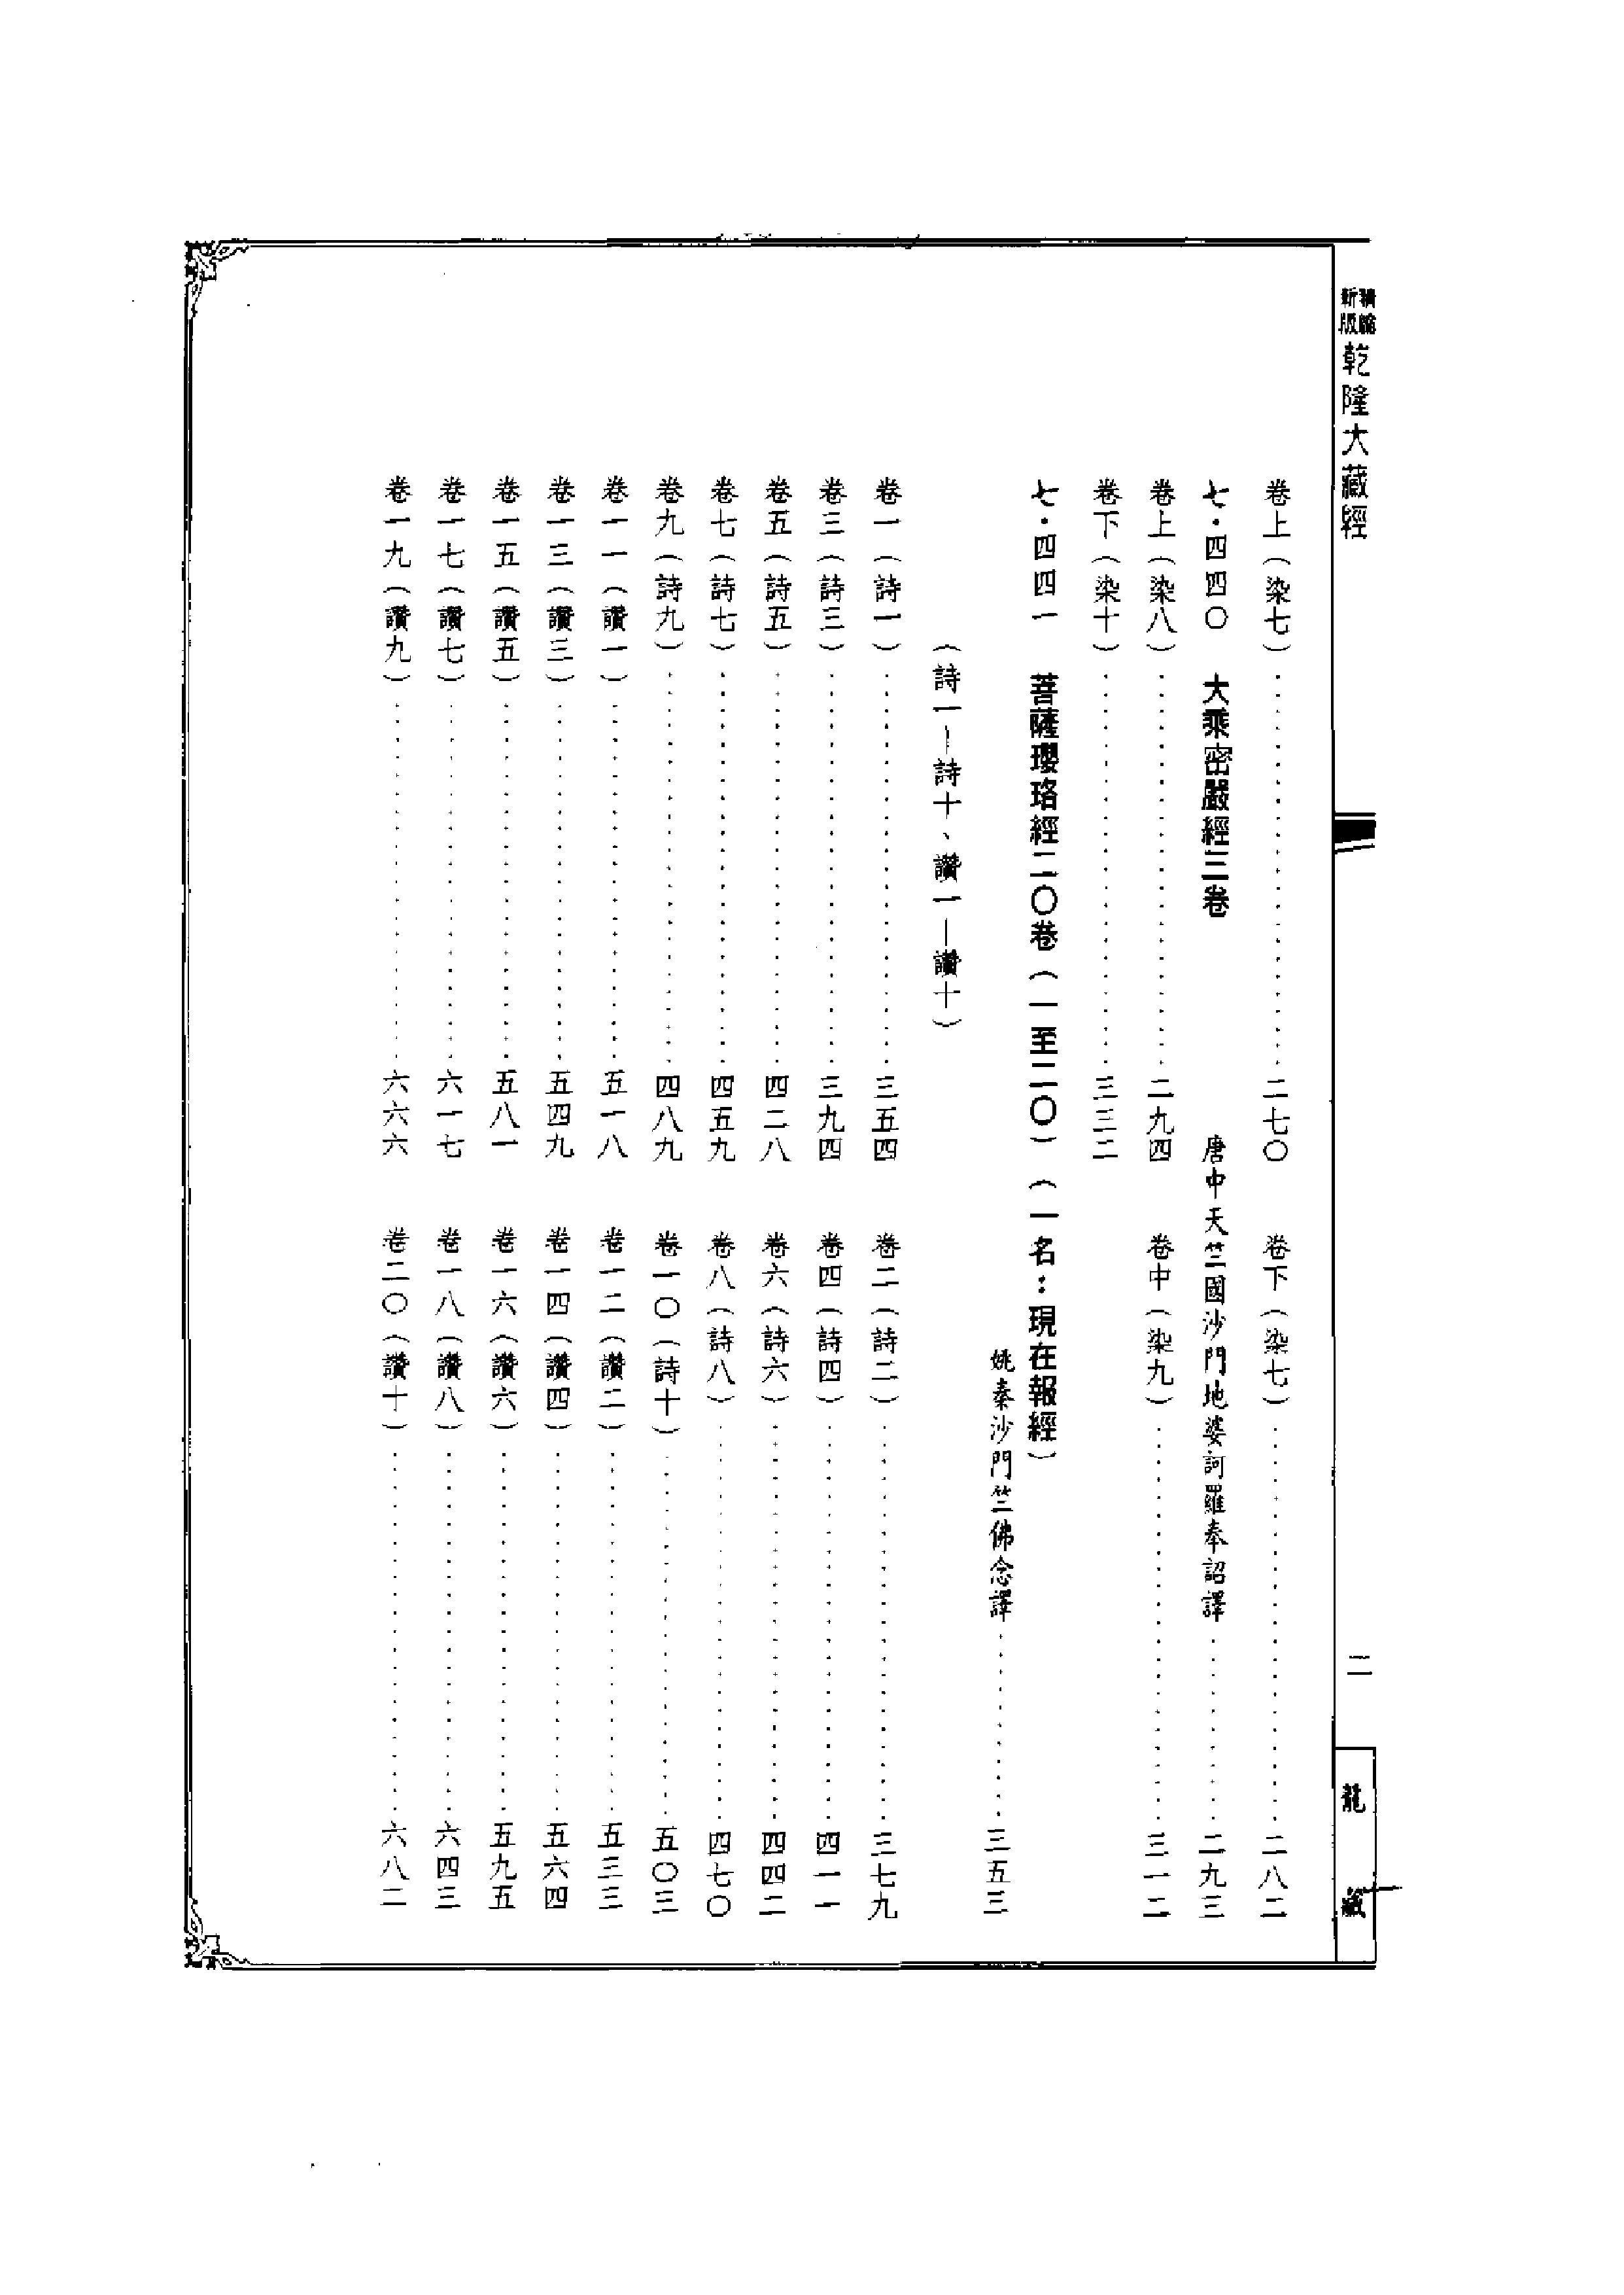 精縮
新版
乾隆大藏經
二
龍藏
卷上（染七）……二七〇　卷下（染七）……二八二
七·四四〇　大乘密嚴經三卷　唐中天竺國沙門地婆訶羅奉詔譯……二九三
卷上（染八）……二九四　卷中（染九）……三一二
卷下（染十）……三三二
七·四四一　菩薩瓔珞經二〇卷（一至二〇）（一名：現在報經）
姚秦沙門竺佛念譯……三五三
（詩一—詩十、讚一—讚十）
卷一（詩一）……三五四　卷二（詩二）……三七九
卷三（詩三）……三九四　卷四（詩四）……四一一
卷五（詩五）……四二八　卷六（詩六）……四四二
卷七（詩七）……四五九　卷八（詩八）……四七〇
卷九（詩九）……四八九　卷一〇（詩十）……五〇三
卷一一（讚一）……五一八　卷一二（讚二）……五三三
卷一三（讚三）……五四九　卷一四（讚四）……五六四
卷一五（讚五）……五八一　卷一六（讚六）……五九五
卷一七（讚七）……六一七　卷一八（讚八）……六四三
卷一九（讚九）……六六六　卷二〇（讚十）……六八二